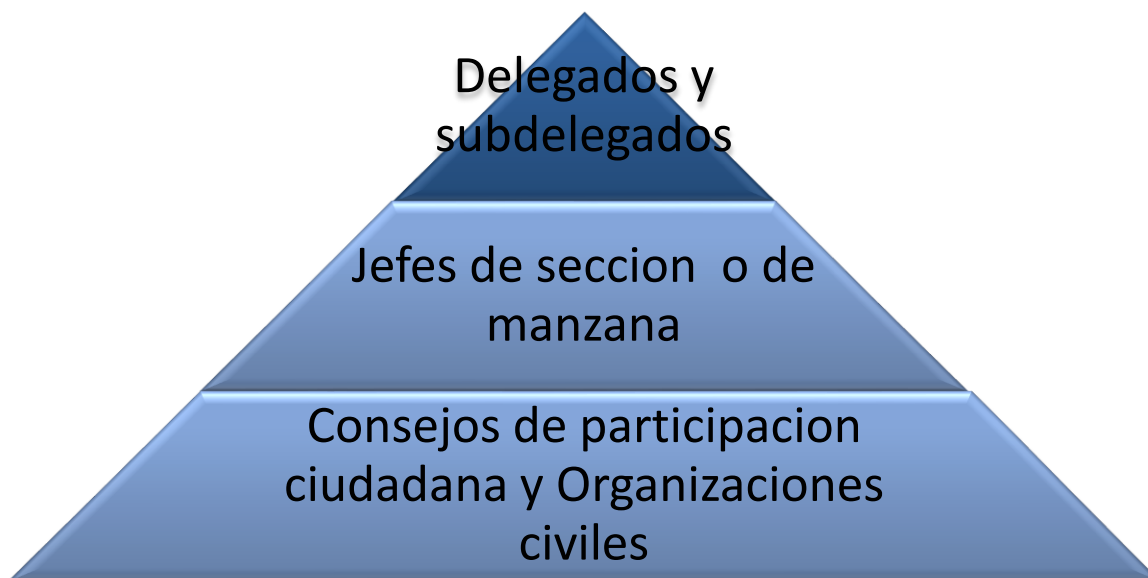 Delegados y
subdelegados
Jefes de seccion  o de
manzana
Consejos de participacion
ciudadana y Organizaciones
civiles